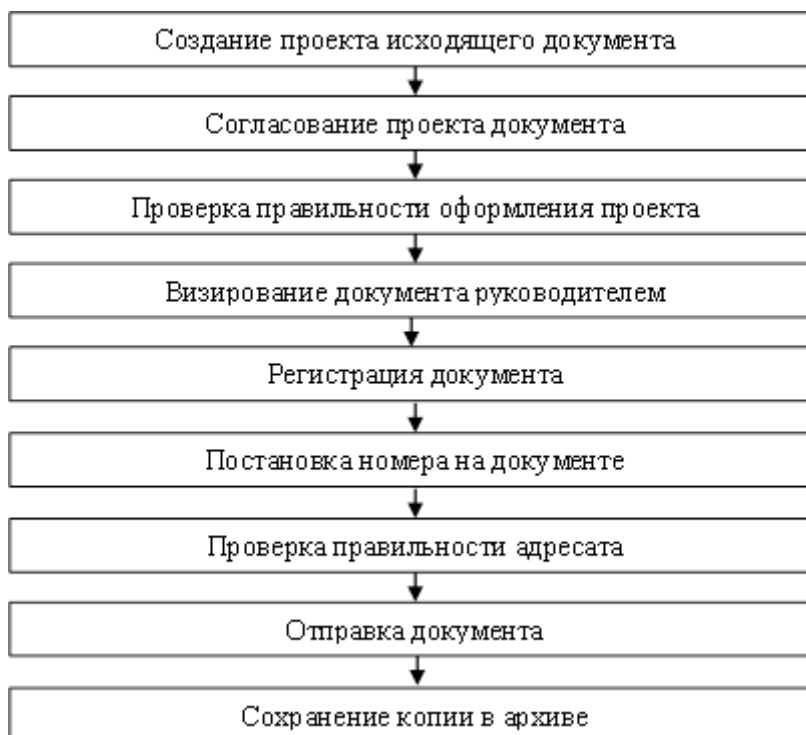 Создание проекта исходящего документа
Согласование проекта документа
Проверка правильности оформления проекта
Визирование документа руководителем
Регистрация документа
Постановка номера на документе
Проверка правильности адресата
Отправка документа
Сохранение копии в архиве